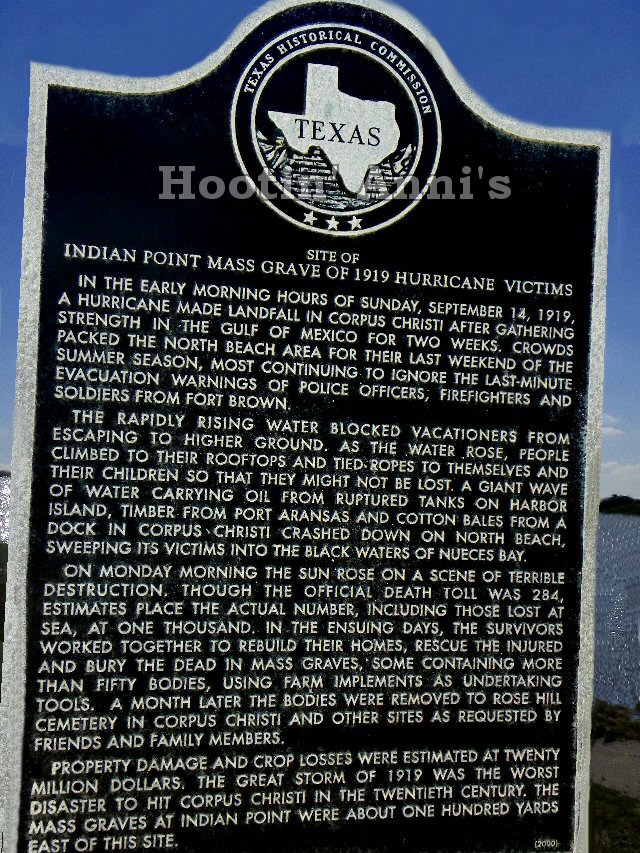 TEXAS HISTORICAL COMMISSION
TEXAS
Hootin' Anni's
SITE OF
INDIAN POINT MASS GRAVE OF 1919 HURRICANE VICTIMS
IN THE EARLY MORNING HOURS OF SUNDAY, SEPTEMBER 14, 1919,
A HURRICANE MADE LANDFALL IN CORPUS CHRISTI AFTER GATHERING
STRENGTH IN THE GULF OF MEXICO FOR TWO WEEKS. CROWDS
PACKED THE NORTH BEACH AREA FOR THEIR LAST WEEKEND OF THE
SUMMER SEASON, MOST CONTINUING TO IGNORE THE LAST-MINUTE
EVACUATION WARNINGS OF POLICE OFFICERS, FIREFIGHTERS AND
SOLDIERS FROM FORT BROWN.
THE RAPIDLY RISING WATER BLOCKED VACATIONERS FROM
ESCAPING TO HIGHER GROUND. AS THE WATER ROSE, PEOPLE
CLIMBED TO THEIR ROOFTOPS AND TIED ROPES TO THEMSELVES AND
THEIR CHILDREN SO THAT THEY MIGHT NOT BE LOST. A GIANT WAVE
OF WATER CARRYING OIL FROM RUPTURED TANKS ON HARBOR
ISLAND, TIMBER FROM PORT ARANSAS AND COTTON BALES FROM A
DOCK IN CORPUS CHRISTI CRASHED DOWN ON NORTH BEACH,
SWEEPING ITS VICTIMS INTO THE BLACK WATERS OF NUECES BAY.
ON MONDAY MORNING THE SUN ROSE ON A SCENE OF TERRIBLE
DESTRUCTION. THOUGH THE OFFICIAL DEATH TOLL WAS 284,
ESTIMATES PLACE THE ACTUAL NUMBER, INCLUDING THOSE LOST AT
SEA, AT ONE THOUSAND. IN THE ENSUING DAYS, THE SURVIVORS
WORKED TOGETHER TO REBUILD THEIR HOMES, RESCUE THE INJURED
AND BURY THE DEAD IN MASS GRAVES, SOME CONTAINING MORE
THAN FIFTY BODIES, USING FARM IMPLEMENTS AS UNDERTAKING
TOOLS. A MONTH LATER THE BODIES WERE REMOVED TO ROSE HILL
CEMETERY IN CORPUS CHRISTI AND OTHER SITES AS REQUESTED BY
FRIENDS AND FAMILY MEMBERS.
PROPERTY DAMAGE AND CROP LOSSES WERE ESTIMATED AT TWENTY
MILLION DOLLARS. THE GREAT STORM OF 1919 WAS THE WORST
DISASTER TO HIT CORPUS CHRISTI IN THE TWENTIETH CENTURY. THE
MASS GRAVES AT INDIAN POINT WERE ABOUT ONE HUNDRED YARDS
EAST OF THIS SITE.
(2000)